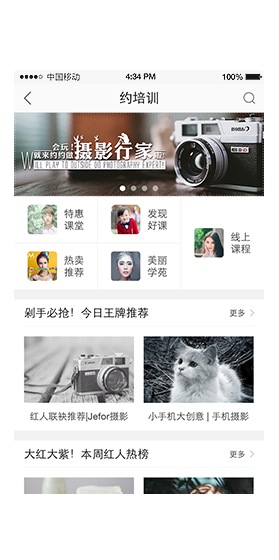 中国移动 4:34 PM 100%
约培训
会玩！
就来约约做 摄影行家
WILL PLAY TO OUTSIDE DO PHOTOGRAPHY EXPERT!
Canon
特惠课堂
发现好课
线上课程
热卖推荐
美丽学苑
剁手必抢！今日王牌推荐 更多
红人联袂推荐|Jefor摄影
小手机大创意 | 手机摄影
大红大紫！本周红人热榜 更多